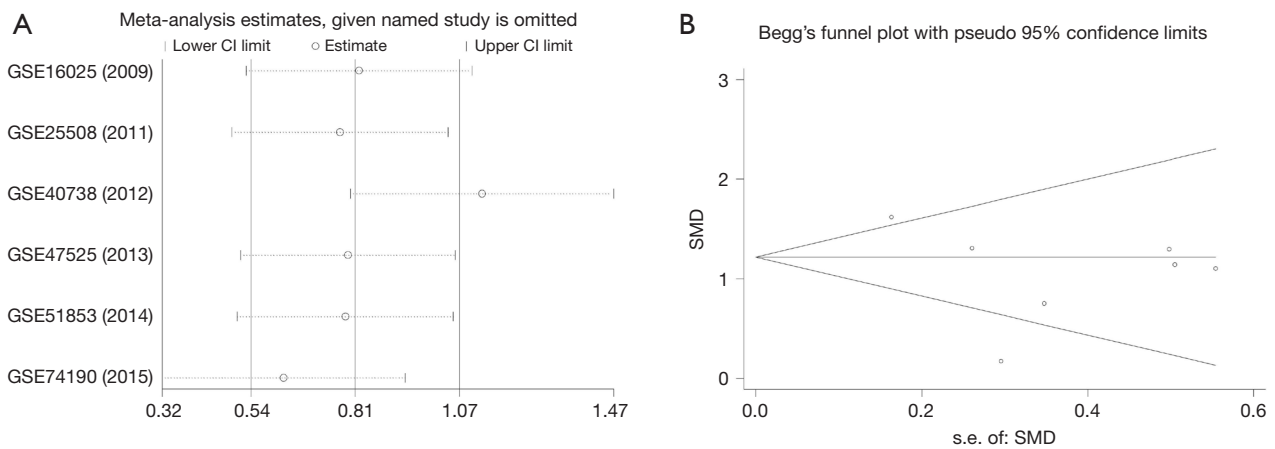 A
Meta-analysis estimates, given named study is omitted
Lower CI limit Estimate Upper CI limit
GSE16025 (2009)
GSE25508 (2011)
GSE40738 (2012)
GSE47525 (2013)
GSE51853 (2014)
GSE74190 (2015)
0.32 0.54 0.81 1.07 1.47
B
Begg's funnel plot with pseudo 95% confidence limits
SMD
3
2
1
0
0.0 0.2 0.4 0.6
s.e. of: SMD